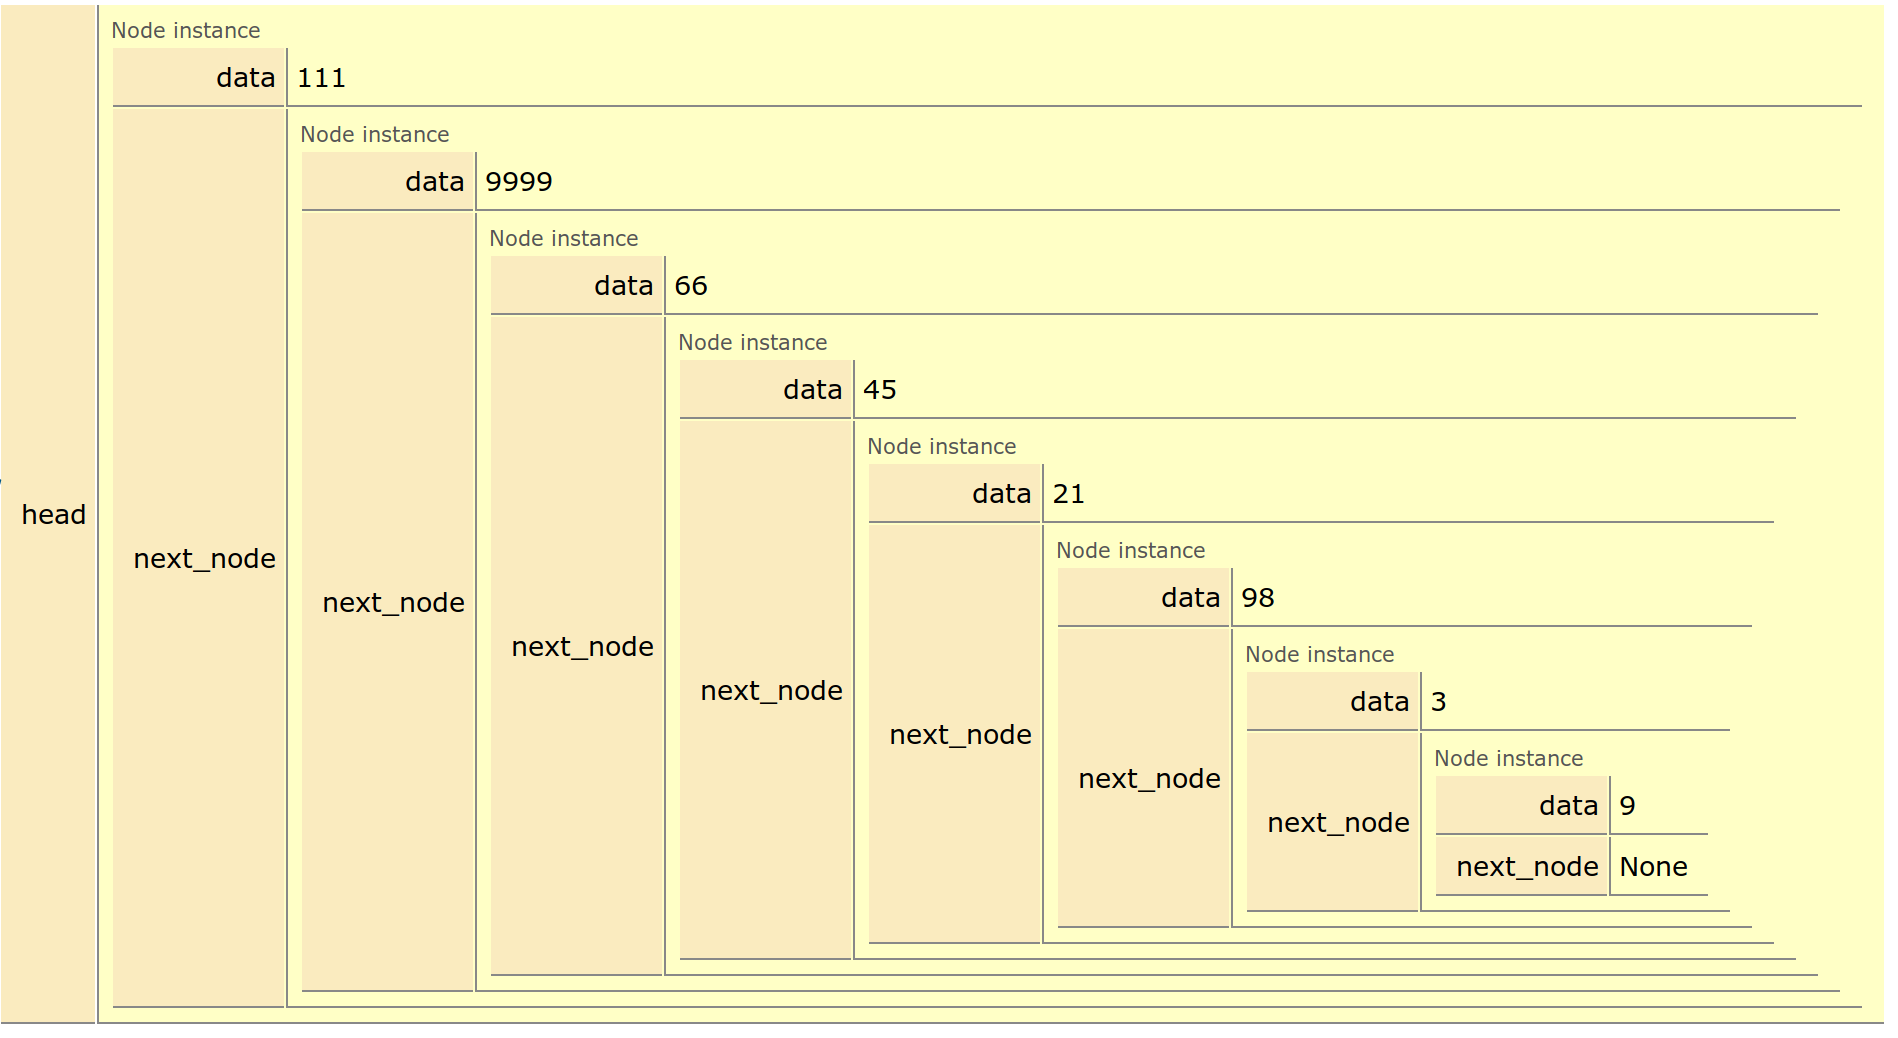 Node instance
data 111
Node instance
data 9999
Node instance
data 66
Node instance
data 45
Node instance
data 21
head
Node instance
next_node
data 98
next_node
next_node
Node instance
next_node
data 3
next_node
Node instance
next_node
data 9
next_node
next_node None